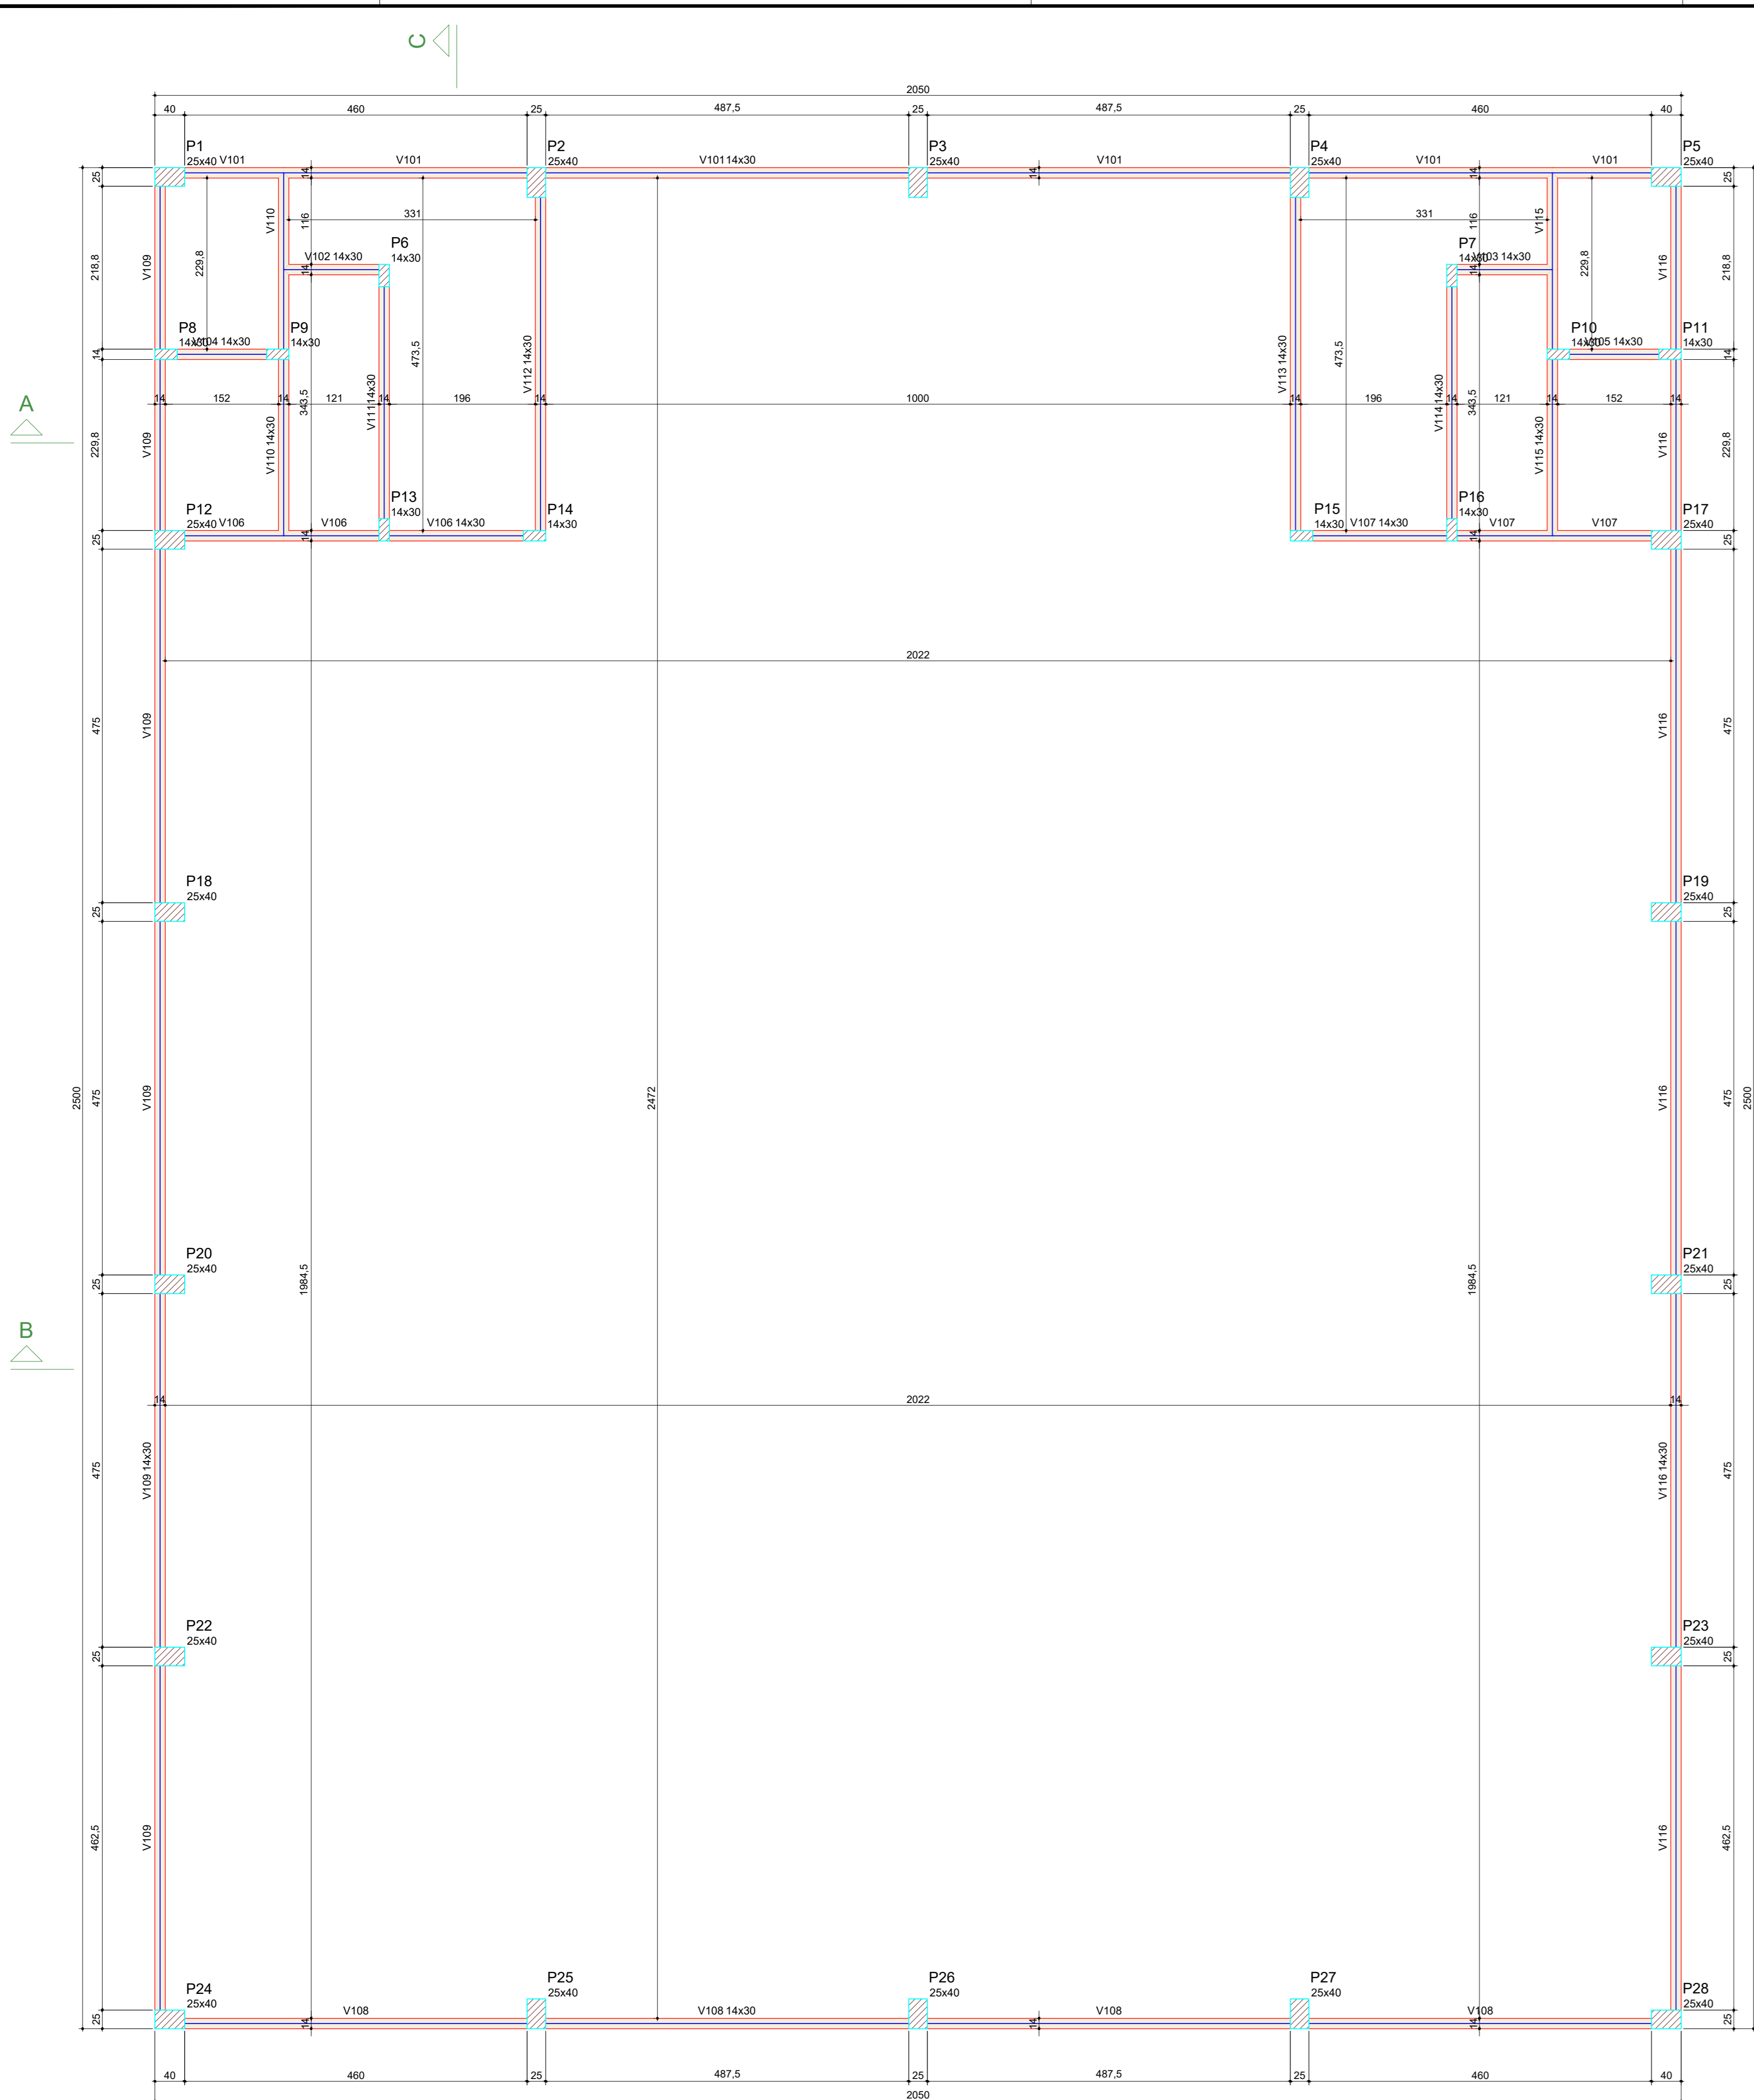 C
2050
40 460 25 487,5 25 487,5 25 460 40
P1 P2 P3 P4 P5
25x40 V101 V101 25x40 V101 14x30 25x40 V101 25x40 V101 V101 25x40
25 14 14 14 25
331 331
V110 116 116 V115
P6 P7
V102 14x30 14x30 14x30 V103 14x30
218,8 V109 229,8 14 14 229,8 V116 218,8
P8 P9 P10 P11
14x30 V104 14x30 14x30 14x30 V105 14x30 14x30
14 473,5 V112 14x30 V113 14x30 473,5 14
A
14 152 14 121 14 196 14 1000 14 196 14 121 14 152 14
343,5 V111 14x30 V114 14x30 343,5
229,8 V109 V110 14x30 V115 14x30 V116 229,8
P12 P13 P14 P15 P16 P17
25x40 V106 V106 14x30 V106 14x30 14x30 14x30 V107 14x30 14x30 V107 V107 25x40
25 14 14 25
2022
475 V109 V116 475
P18 P19
25x40 25x40
25 25
2500 475 V109 2472 V116 475 2500
P20 P21
25x40 25x40
25 1984,5 1984,5 25
B
14 2022 14
475 V109 14x30 V116 14x30 475
P22 P23
25x40 25x40
25 25
462,5 V109 V116 462,5
P24 P25 P26 P27 P28
25x40 25x40 25x40 25x40 25x40
V108 V108 14x30 V108 V108
25 14 14 14 25
40 460 25 487,5 25 487,5 25 460 40
2050